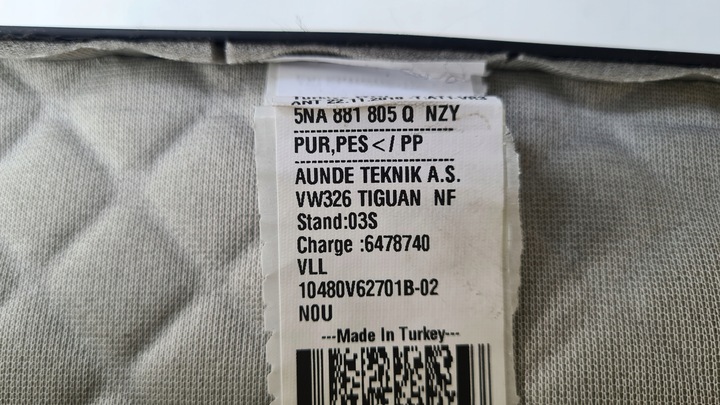 5NA 881 805 Q NZY
PUR,PES</ PP
AUNDE TEKNIK A.S.
VW326 TIGUAN NF
Stand:03S
Charge :6478740
VLL
10480V62701B-02
NOU
---Made In Turkey---